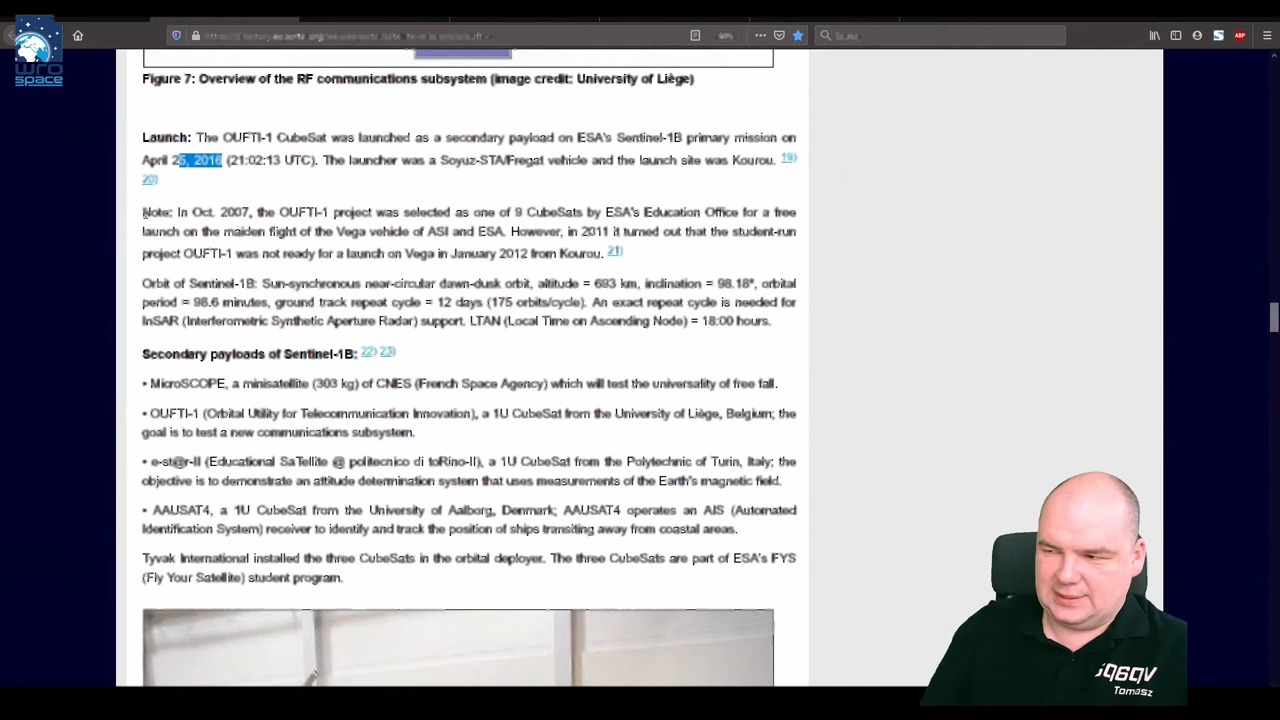 wro
space
90%
ABP
Figure 7: Overview of the RF communications subsystem (image credit: University of Liège)
Launch: The OUFTI-1 CubeSat was launched as a secondary payload on ESA's Sentinel-1B primary mission on
April 25, 2016 (21:02:13 UTC). The launcher was a Soyuz-STA/Fregat vehicle and the launch site was Kourou. 19)
20)
Note: In Oct. 2007, the OUFTI-1 project was selected as one of 9 CubeSats by ESA's Education Office for a free
launch on the maiden flight of the Vega vehicle of ASI and ESA. However, in 2011 it turned out that the student-run
project OUFTI-1 was not ready for a launch on Vega in January 2012 from Kourou. 21)
Orbit of Sentinel-1B: Sun-synchronous near-circular dawn-dusk orbit, altitude = 693 km, inclination = 98.18°, orbital
period = 98.6 minutes, ground track repeat cycle = 12 days (175 orbits/cycle). An exact repeat cycle is needed for
InSAR (Interferometric Synthetic Aperture Radar) support. LTAN (Local Time on Ascending Node) = 18:00 hours.
Secondary payloads of Sentinel-1B: 22) 23)
• MicroSCOPE, a minisatellite (303 kg) of CNES (French Space Agency) which will test the universality of free fall.
• OUFTI-1 (Orbital Utility for Telecommunication Innovation), a 1U CubeSat from the University of Liège, Belgium; the
goal is to test a new communications subsystem.
• e-st@r-II (Educational SaTellite @ politecnico di toRino-II), a 1U CubeSat from the Polytechnic of Turin, Italy; the
objective is to demonstrate an attitude determination system that uses measurements of the Earth's magnetic field.
• AAUSAT4, a 1U CubeSat from the University of Aalborg, Denmark; AAUSAT4 operates an AIS (Automated
Identification System) receiver to identify and track the position of ships transiting away from coastal areas.
Tyvak International installed the three CubeSats in the orbital deployer. The three CubeSats are part of ESA's FYS
(Fly Your Satellite) student program.
SQ6QV
Tomasz